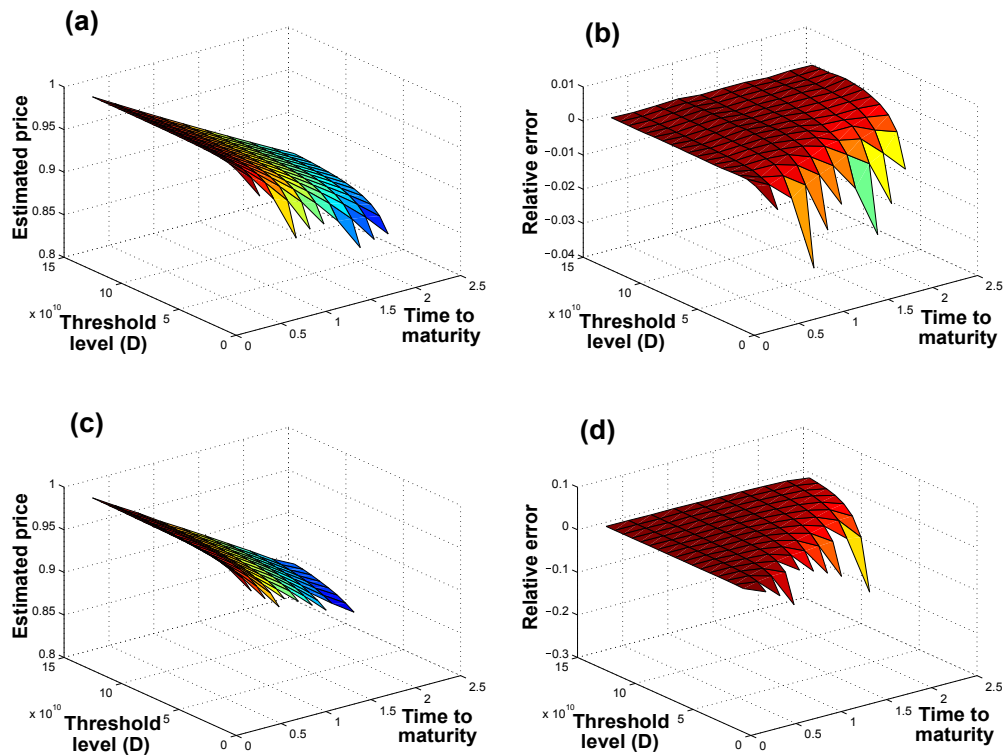 (a)
Estimated price
1
0.95
0.9
0.85
0.8
15
10
5
0
x 10^10
Threshold
level (D)
0
0.5
1
1.5
2
2.5
Time to
maturity
(b)
Relative error
0.01
0
−0.01
−0.02
−0.03
−0.04
15
10
5
0
x 10^10
Threshold
level (D)
0
0.5
1
1.5
2
2.5
Time to
maturity
(c)
Estimated price
1
0.95
0.9
0.85
0.8
15
10
5
0
x 10^10
Threshold
level (D)
0
0.5
1
1.5
2
2.5
Time to
maturity
(d)
Relative error
0.1
0
−0.1
−0.2
−0.3
15
10
5
0
x 10^10
Threshold
level (D)
0
0.5
1
1.5
2
2.5
Time to
maturity